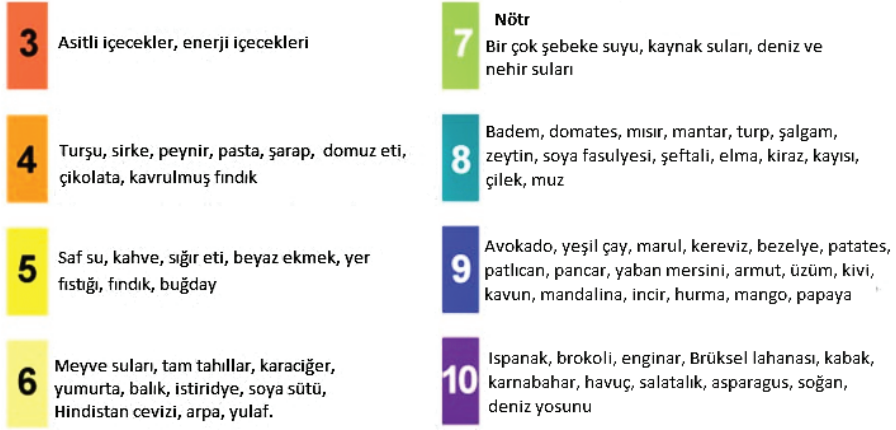 3
Asitli içecekler, enerji içecekleri
4
Turşu, sirke, peynir, pasta, şarap, domuz eti,
çikolata, kavrulmuş fındık
5
Saf su, kahve, sığır eti, beyaz ekmek, yer
fıstığı, fındık, buğday
6
Meyve suları, tam tahıllar, karaciğer,
yumurta, balık, istiridye, soya sütü,
Hindistan cevizi, arpa, yulaf.
7
Nötr
Bir çok şebeke suyu, kaynak suları, deniz ve
nehir suları
8
Badem, domates, mısır, mantar, turp, şalgam,
zeytin, soya fasulyesi, şeftali, elma, kiraz, kayısı,
çilek, muz
9
Avokado, yeşil çay, marul, kereviz, bezelye, patates,
patlıcan, pancar, yaban mersini, armut, üzüm, kivi,
kavun, mandalina, incir, hurma, mango, papaya
10
Ispanak, brokoli, enginar, Brüksel lahanası, kabak,
karnabahar, havuç, salatalık, asparagus, soğan,
deniz yosunu